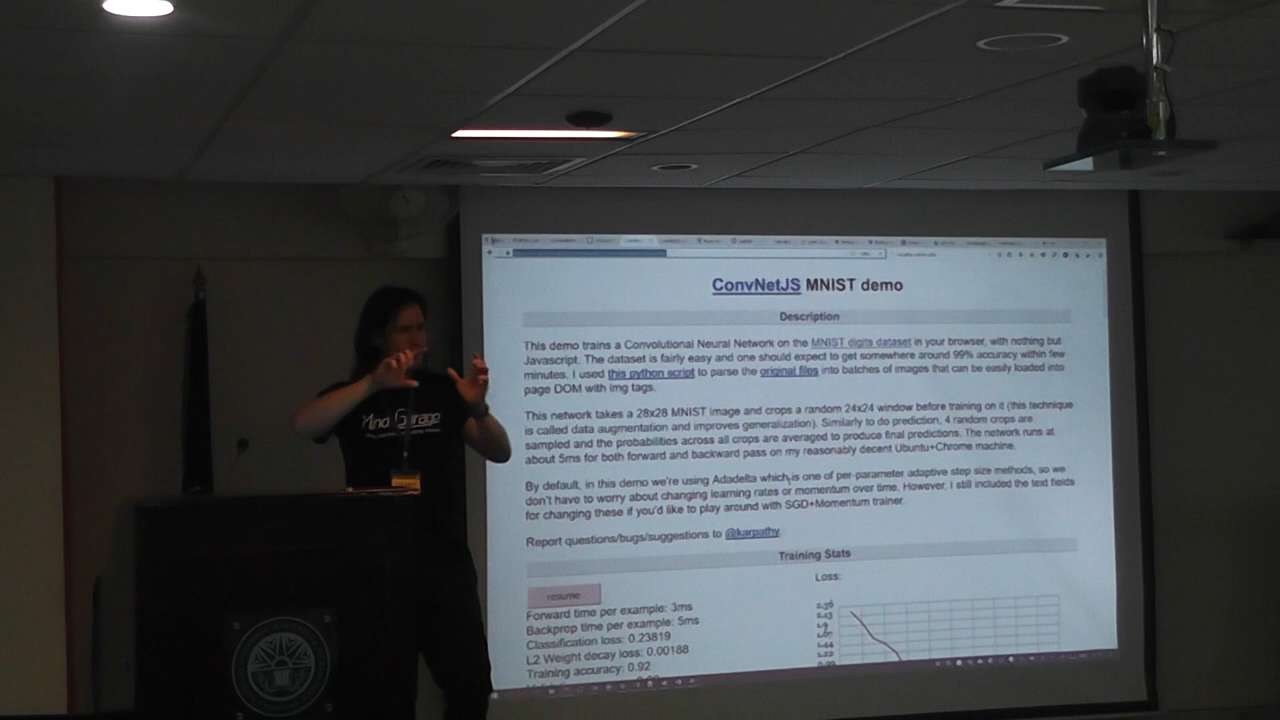 ConvNetJS MNIST demo
Description
This demo trains a Convolutional Neural Network on the MNIST digits dataset in your browser, with nothing but
Javascript. The dataset is fairly easy and one should expect to get somewhere around 99% accuracy within few
minutes. I used this python script to parse the original files into batches of images that can be easily loaded into
page DOM with img tags.
This network takes a 28x28 MNIST image and crops a random 24x24 window before training on it (this technique
is called data augmentation and improves generalization). Similarly to do prediction, 4 random crops are
sampled and the probabilities across all crops are averaged to produce final predictions. The network runs at
about 5ms for both forward and backward pass on my reasonably decent Ubuntu+Chrome machine.
By default, in this demo we're using Adadelta which is one of per-parameter adaptive step size methods, so we
don't have to worry about changing learning rates or momentum over time. However, I still included the text fields
for changing these if you'd like to play around with SGD+Momentum trainer.
Report questions/bugs/suggestions to @karpathy.
Training Stats
resume
Loss:
Forward time per example: 3ms
Backprop time per example: 5ms
Classification loss: 0.23819
L2 Weight decay loss: 0.00188
Training accuracy: 0.92
Mind Garage